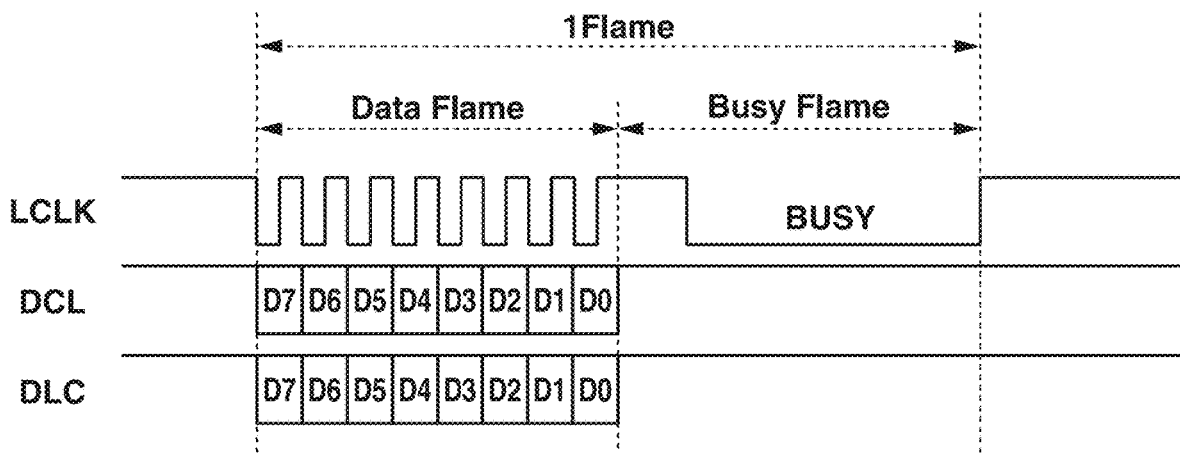 1Flame
Data Flame Busy Flame
LCLK BUSY
DCL D7 D6 D5 D4 D3 D2 D1 D0
DLC D7 D6 D5 D4 D3 D2 D1 D0